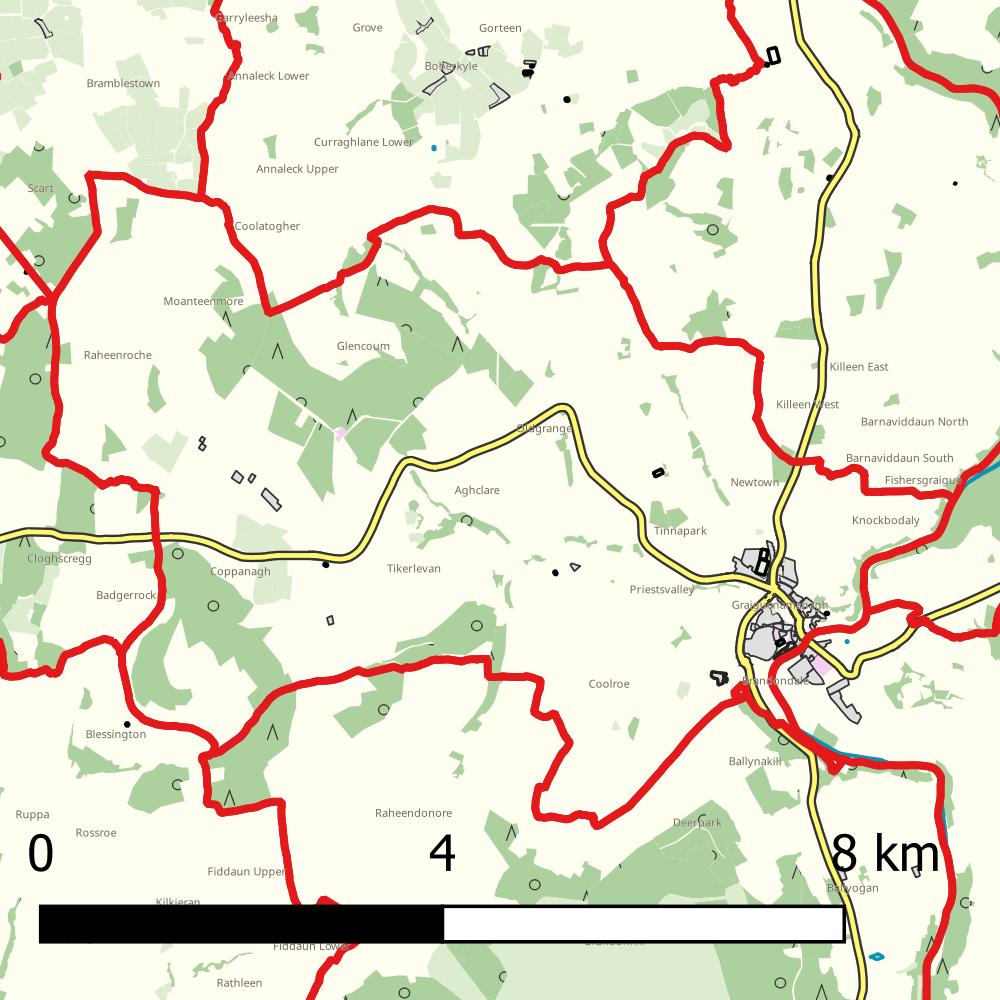 Garryleesha
Grove
Gorteen
Boherkyle
Annaleck Lower
Bramblestown
Curraghlane Lower
Annaleck Upper
Scart
Coolatogher
Moanteenmore
Glencoum
Raheenroche
Killeen East
Killeen West
Barnaviddaun North
Oldgrange
Barnaviddaun South
Fishersgraigue
Newtown
Aghclare
Knockbodaly
Tinnapark
Cloghscregg
Coppanagh
Tikerlevan
Priestsvalley
Badgerrock
Graiguenamanagh
Coolroe
Brandondale
Blessington
Ballynakill
Ruppa
Raheendonore
Deerpark
Rossroe
0 4 8 km
Fiddaun Upper
Ballyogan
Kilkieran
Fiddaun Lower
Rathleen